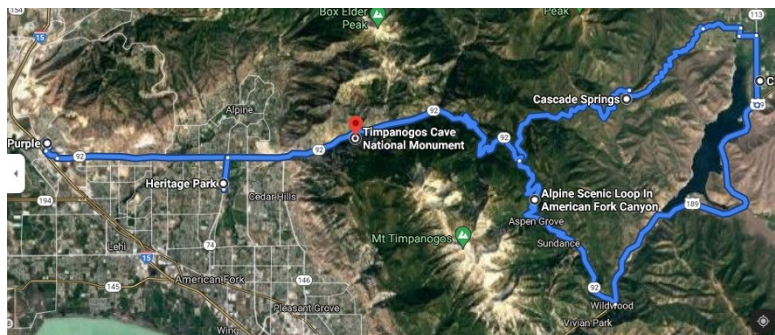 154
Box Elder
Peak
Peak
113
15
Alpine
Cascade Springs
C
92
Timpanogos Cave
National Monument
92
Purple
92
92
Heritage Park
Cedar Hills
Alpine Scenic Loop In
American Fork Canyon
194
189
Aspen Grove
74
Mt Timpanogos
Sundance
Lehi
15
145
American Fork
146
92
Pleasant Grove
Wildwood
Vivian Park